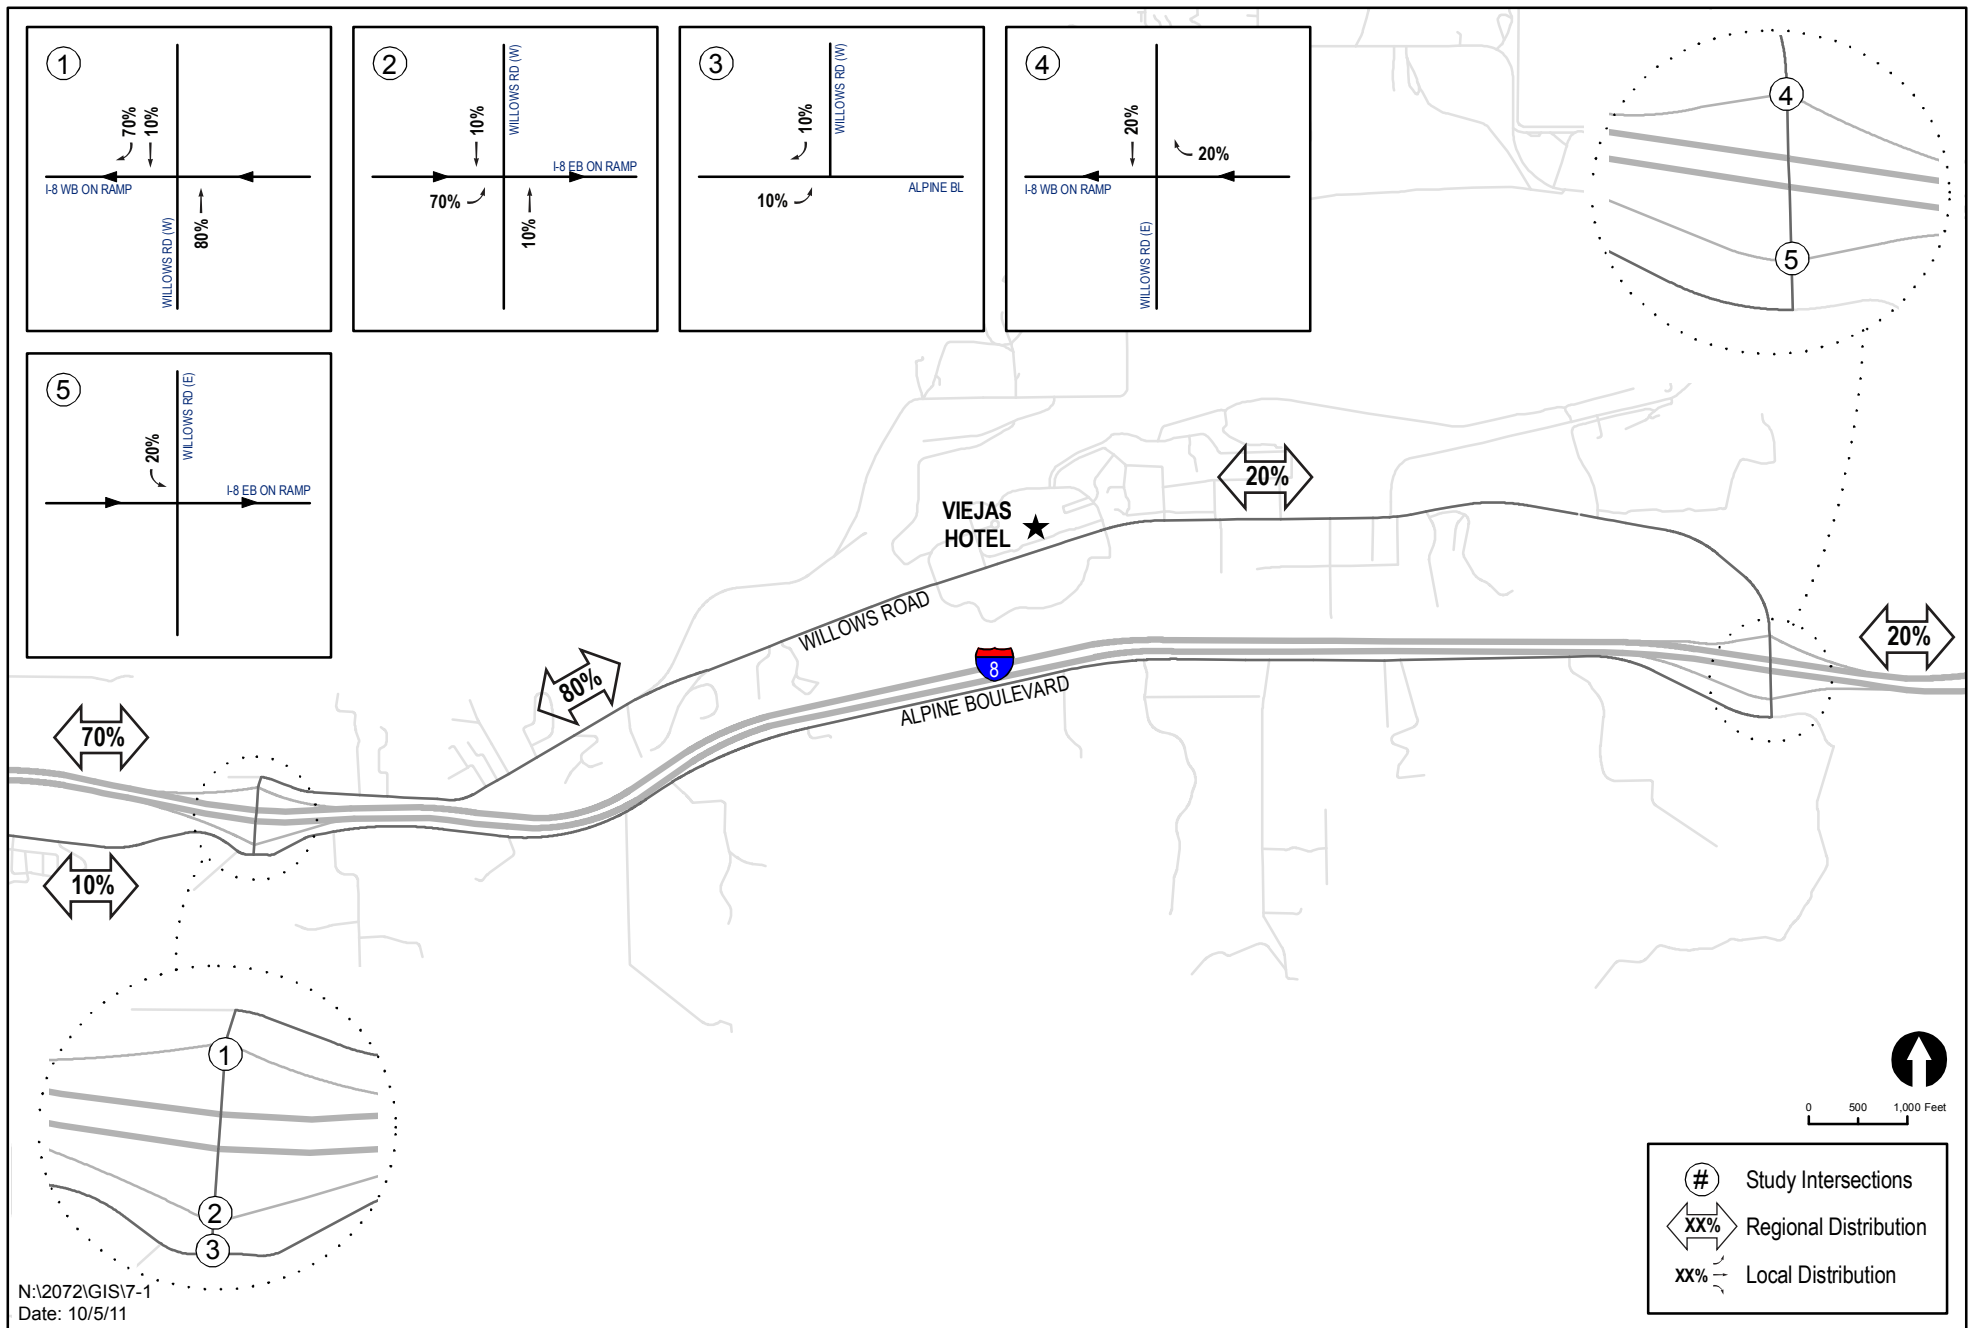 1
70%
10%
I-8 WB ON RAMP
WILLOWS RD (W)
80%
2
WILLOWS RD (W)
10%
I-8 EB ON RAMP
70%
10%
3
WILLOWS RD (W)
10%
ALPINE BL
10%
4
20%
20%
I-8 WB ON RAMP
WILLOWS RD (E)
4
5
5
WILLOWS RD (E)
20%
I-8 EB ON RAMP
20%
VIEJAS
HOTEL
WILLOWS ROAD
20%
8
80%
ALPINE BOULEVARD
70%
10%
1
2
3
0 500 1,000 Feet
# Study Intersections
XX% Regional Distribution
XX% Local Distribution
N:\2072\GIS\7-1
Date: 10/5/11